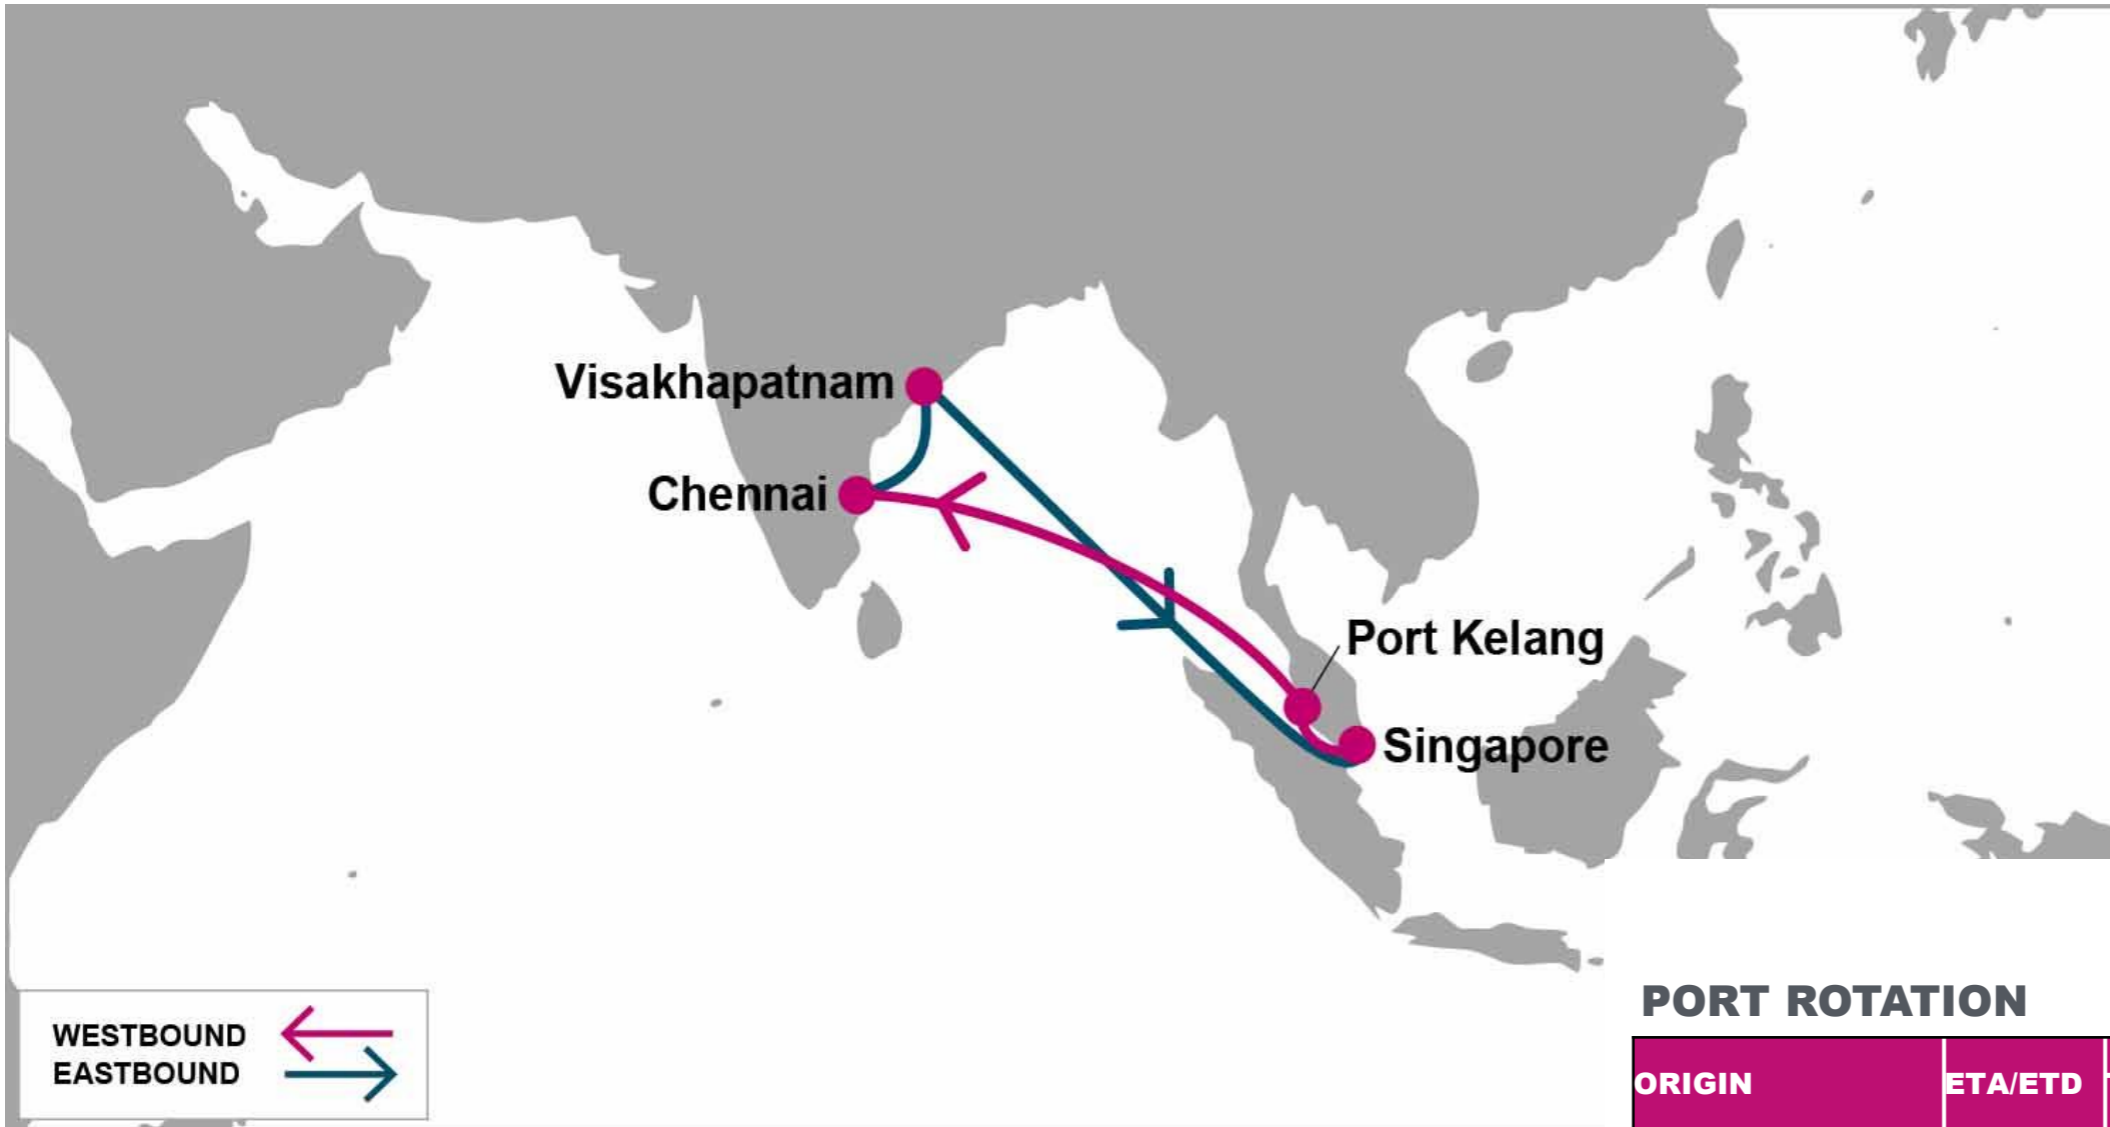 Visakhapatnam
Chennai
Port Kelang
Singapore
WESTBOUND
EASTBOUND
PORT ROTATION
ORIGIN ETA/ETD